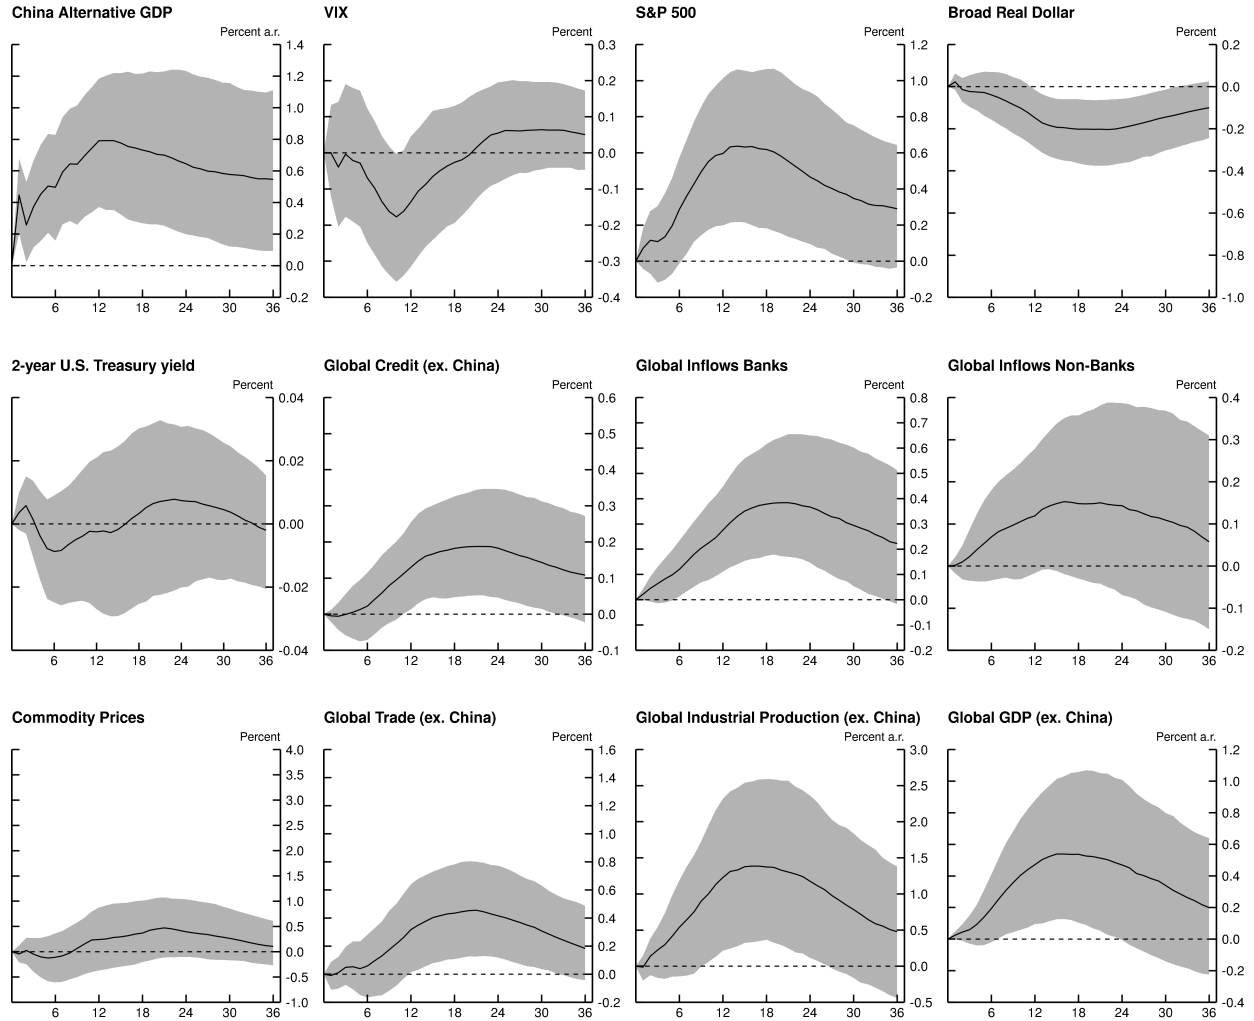 China Alternative GDP
Percent a.r.
1.4
1.2
1.0
0.8
0.6
0.4
0.2
0.0
-0.2
6 12 18 24 30 36
VIX
Percent
0.3
0.2
0.1
0.0
-0.1
-0.2
-0.3
-0.4
6 12 18 24 30 36
S&P 500
Percent
1.2
1.0
0.8
0.6
0.4
0.2
0.0
-0.2
6 12 18 24 30 36
Broad Real Dollar
Percent
0.2
0.0
-0.2
-0.4
-0.6
-0.8
-1.0
6 12 18 24 30 36
2-year U.S. Treasury yield
Percent
0.04
0.02
0.00
-0.02
-0.04
6 12 18 24 30 36
Global Credit (ex. China)
Percent
0.6
0.5
0.4
0.3
0.2
0.1
0.0
-0.1
6 12 18 24 30 36
Global Inflows Banks
Percent
0.8
0.7
0.6
0.5
0.4
0.3
0.2
0.1
0.0
-0.1
-0.2
6 12 18 24 30 36
Global Inflows Non-Banks
Percent
0.4
0.3
0.2
0.1
0.0
-0.1
-0.2
6 12 18 24 30 36
Commodity Prices
Percent
4.0
3.5
3.0
2.5
2.0
1.5
1.0
0.5
0.0
-0.5
-1.0
6 12 18 24 30 36
Global Trade (ex. China)
Percent
1.6
1.4
1.2
1.0
0.8
0.6
0.4
0.2
0.0
-0.2
6 12 18 24 30 36
Global Industrial Production (ex. China)
Percent a.r.
3.0
2.5
2.0
1.5
1.0
0.5
0.0
-0.5
6 12 18 24 30 36
Global GDP (ex. China)
Percent a.r.
1.2
1.0
0.8
0.6
0.4
0.2
0.0
-0.2
-0.4
6 12 18 24 30 36